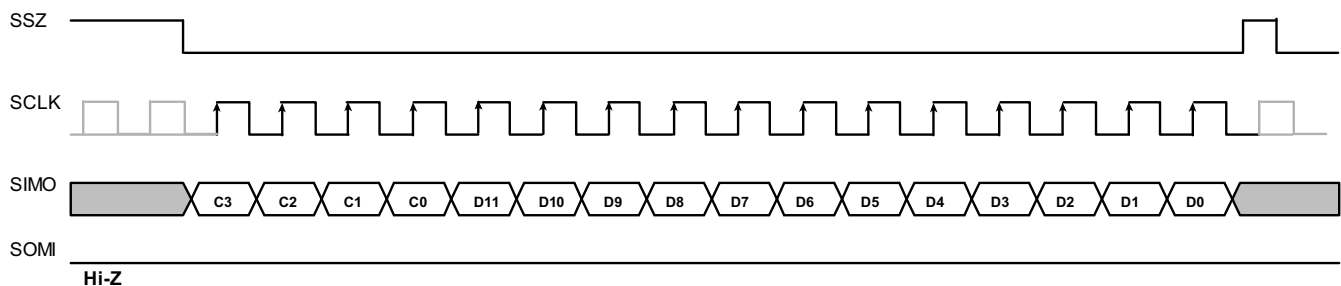 SSZ
SCLK
SIMO C3 C2 C1 C0 D11 D10 D9 D8 D7 D6 D5 D4 D3 D2 D1 D0
SOMI
Hi-Z